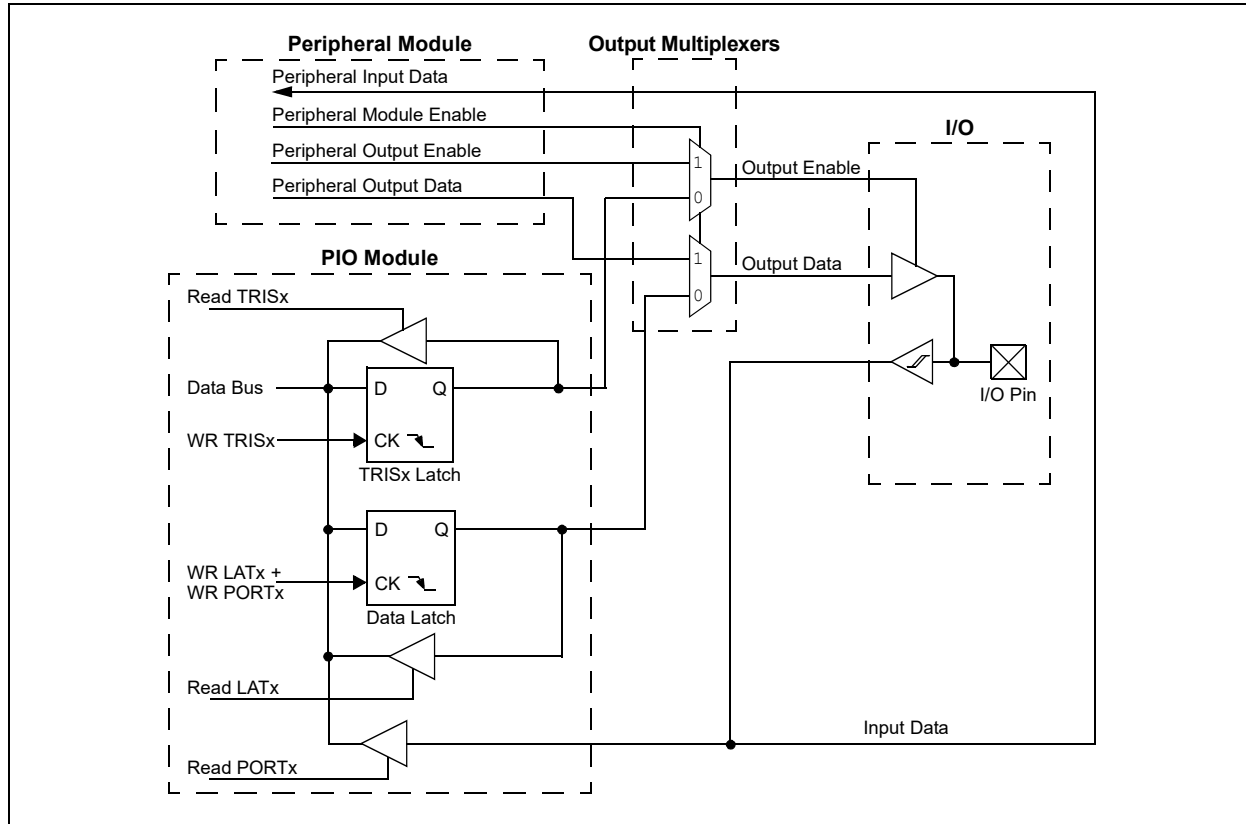 Peripheral Module
Output Multiplexers
Peripheral Input Data
Peripheral Module Enable
I/O
Peripheral Output Enable
1
Output Enable
Peripheral Output Data
0
PIO Module
1
Output Data
Read TRISx
0
Data Bus
D
Q
I/O Pin
WR TRISx
CK
TRISx Latch
D
Q
WR LATx +
WR PORTx
CK
Data Latch
Read LATx
Input Data
Read PORTx